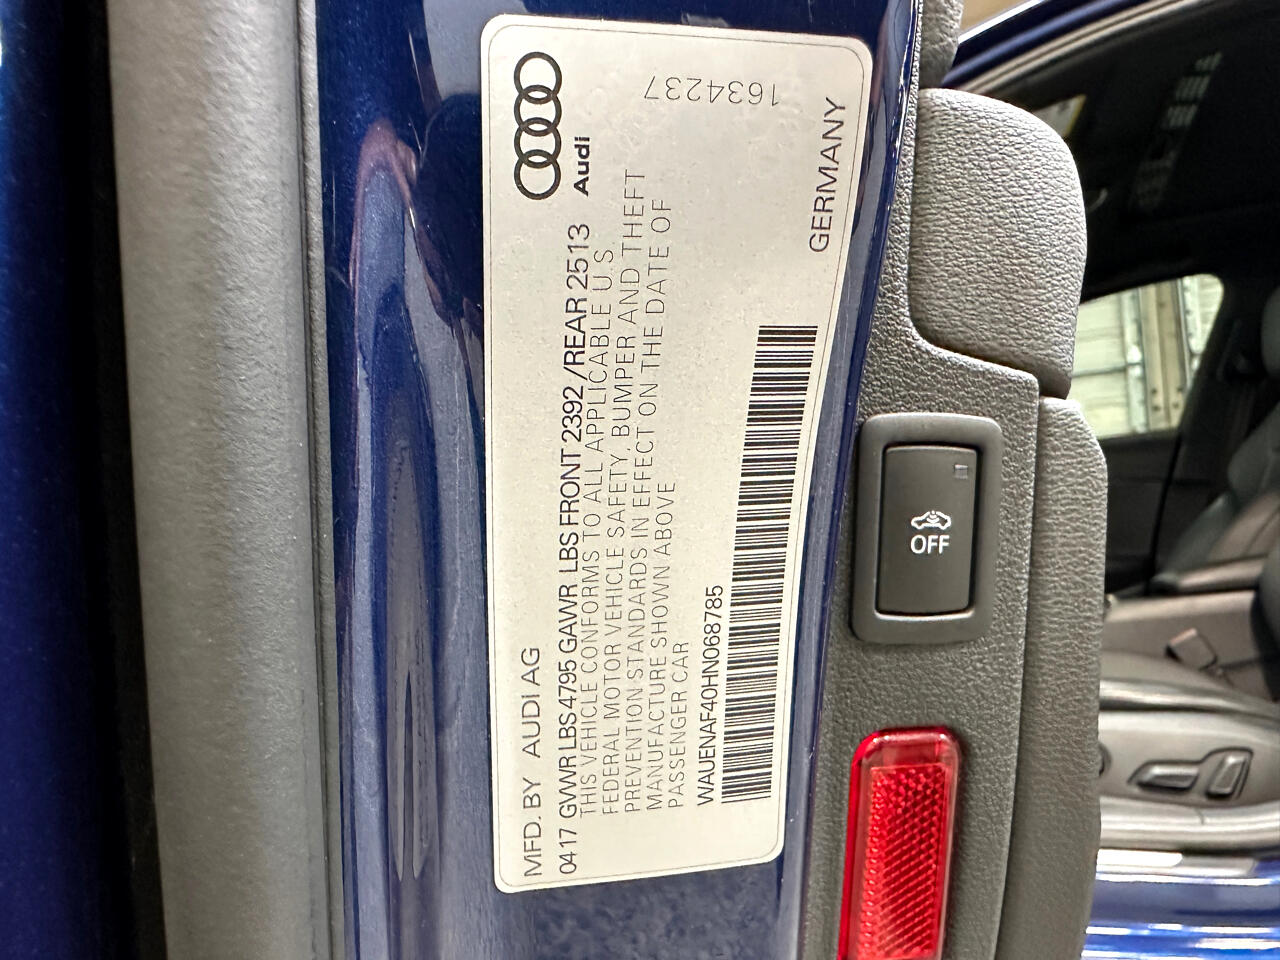 Audi
MFD. BY AUDI AG
0417 GVWR LBS 4795 GAWR LBS FRONT 2392 /REAR 2513
THIS VEHICLE CONFORMS TO ALL APPLICABLE U S
FEDERAL MOTOR VEHICLE SAFETY, BUMPER AND THEFT
PREVENTION STANDARDS IN EFFECT ON THE DATE OF
MANUFACTURE SHOWN ABOVE
PASSENGER CAR
WAUENAF40HN068785
1634237
GERMANY
OFF